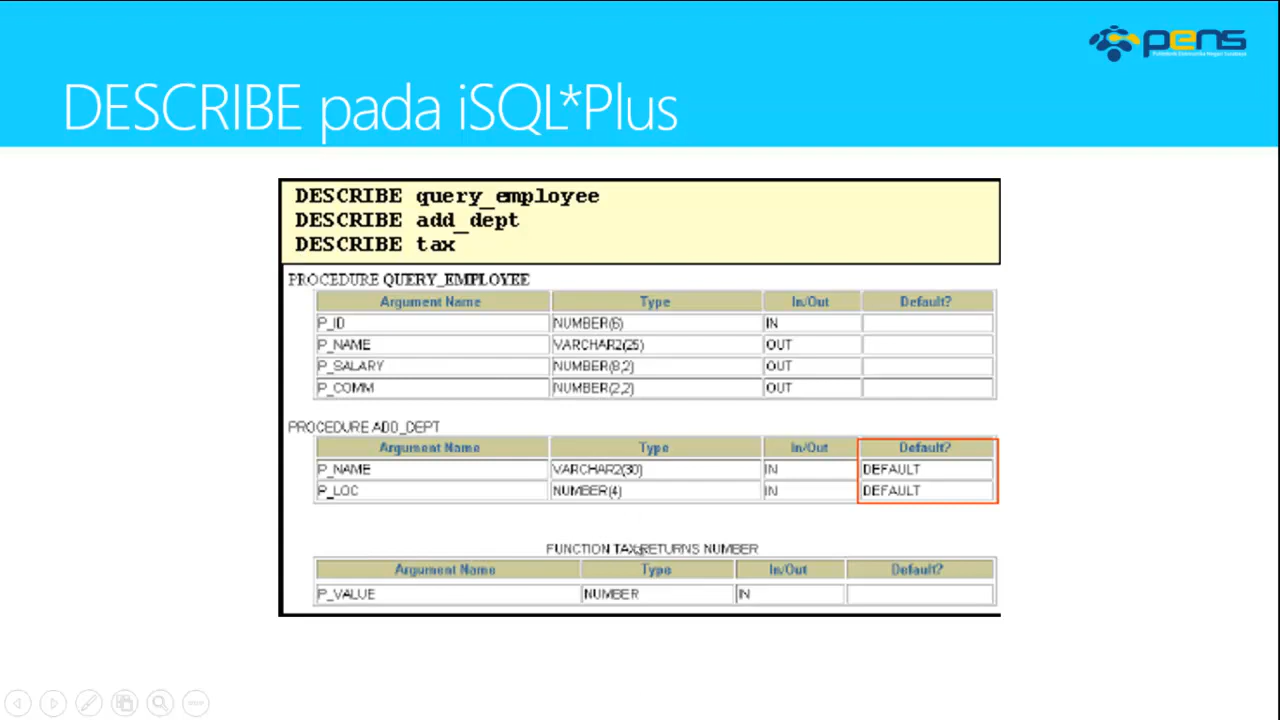 pens
DESCRIBE pada iSQL*Plus
DESCRIBE query_employee
DESCRIBE add_dept
DESCRIBE tax
PROCEDURE QUERY_EMPLOYEE
Argument Name Type In/Out Default?
P_ID NUMBER(6) IN
P_NAME VARCHAR2(25) OUT
P_SALARY NUMBER(8,2) OUT
P_COMM NUMBER(2,2) OUT
PROCEDURE ADD_DEPT
Argument Name Type In/Out Default?
P_NAME VARCHAR2(30) IN DEFAULT
P_LOC NUMBER(4) IN DEFAULT
FUNCTION TAX RETURNS NUMBER
Argument Name Type In/Out Default?
P_VALUE NUMBER IN